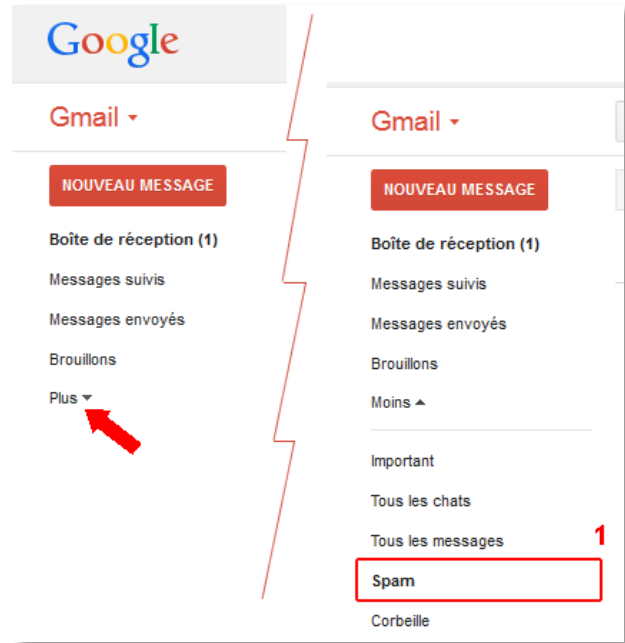 Google
Gmail
NOUVEAU MESSAGE
Boîte de réception (1)
Messages suivis
Messages envoyés
Brouillons
Plus
Gmail
NOUVEAU MESSAGE
Boîte de réception (1)
Messages suivis
Messages envoyés
Brouillons
Moins
Important
Tous les chats
Tous les messages
1
Spam
Corbeille